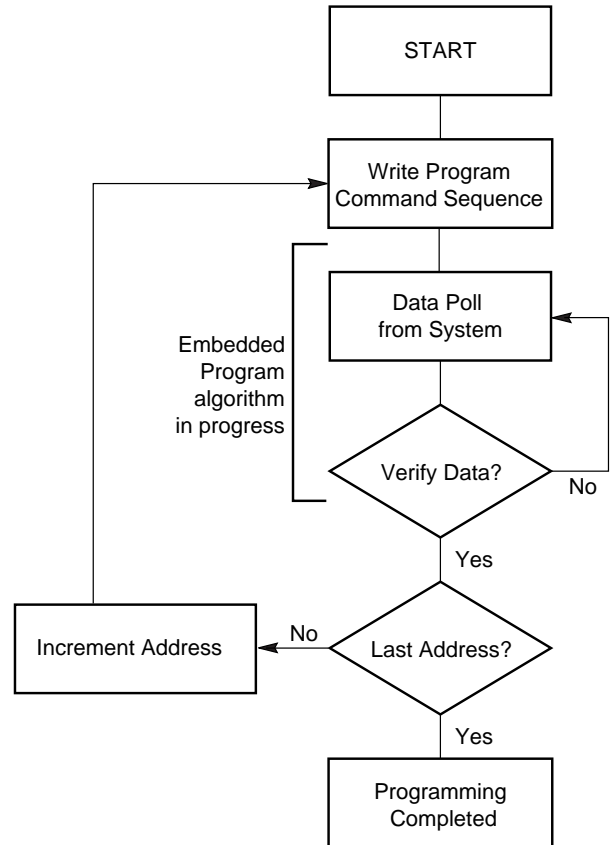 START
Write Program
Command Sequence
Data Poll
from System
Embedded
Program
algorithm
in progress
Verify Data?
No
Yes
Increment Address
No
Last Address?
Yes
Programming
Completed